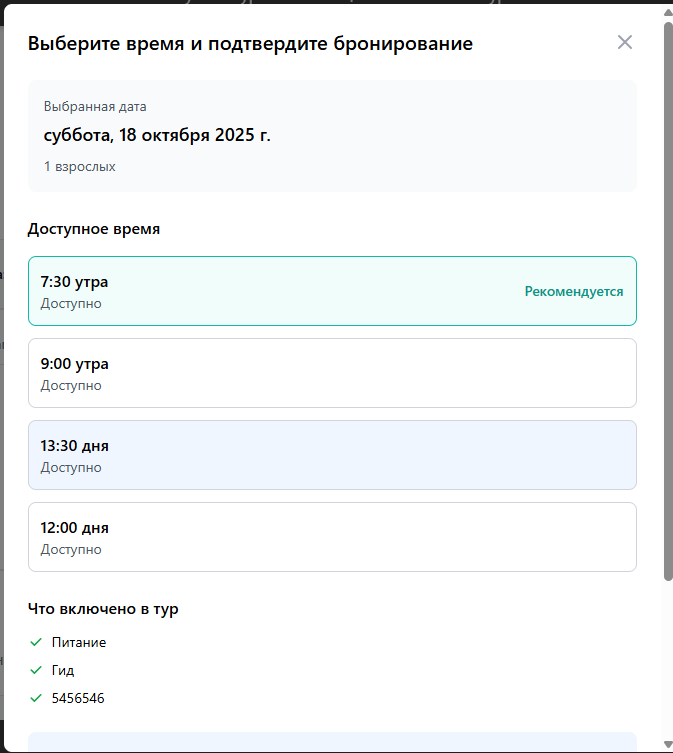 Выберите время и подтвердите бронирование
Выбранная дата
суббота, 18 октября 2025 г.
1 взрослых
Доступное время
7:30 утра
Доступно
Рекомендуется
9:00 утра
Доступно
13:30 дня
Доступно
12:00 дня
Доступно
Что включено в тур
Питание
Гид
5456546